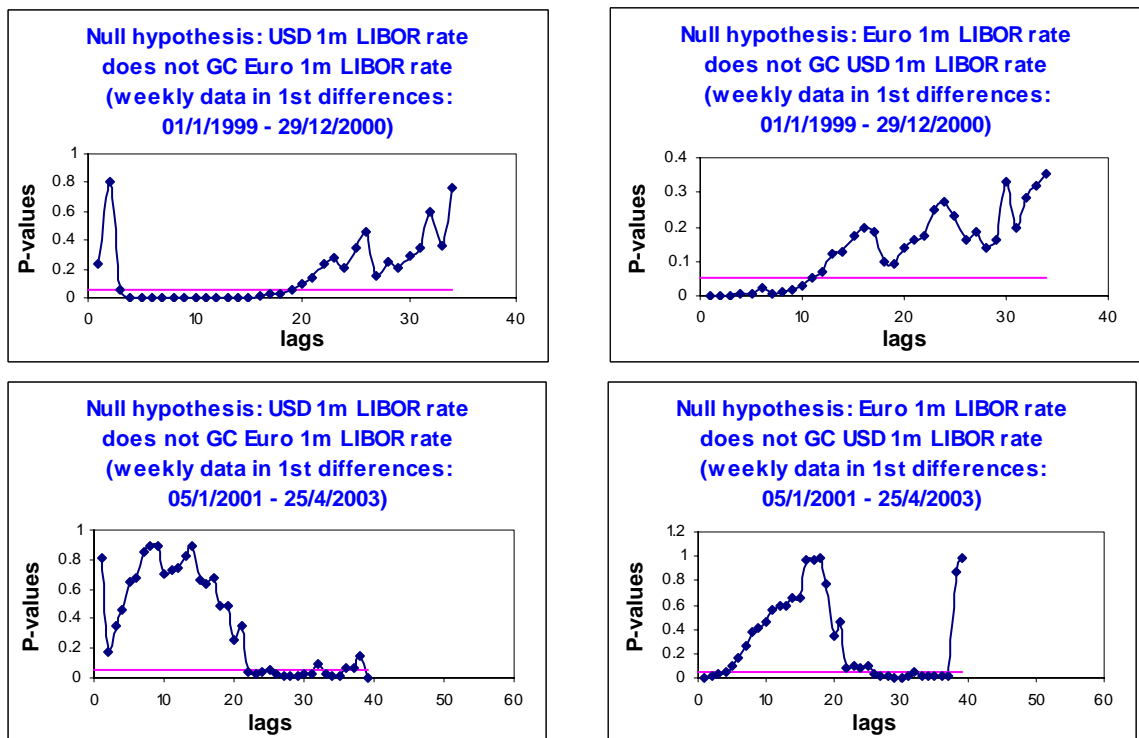 Null hypothesis: USD 1m LIBOR rate
does not GC Euro 1m LIBOR rate
(weekly data in 1st differences:
01/1/1999 - 29/12/2000)
1
0.8
0.6
0.4
0.2
0
P-values
0 10 20 30 40
lags
Null hypothesis: Euro 1m LIBOR rate
does not GC USD 1m LIBOR rate
(weekly data in 1st differences:
01/1/1999 - 29/12/2000)
0.4
0.3
0.2
0.1
0
P-values
0 10 20 30 40
lags
Null hypothesis: USD 1m LIBOR rate
does not GC Euro 1m LIBOR rate
(weekly data in 1st differences:
05/1/2001 - 25/4/2003)
1
0.8
0.6
0.4
0.2
0
P-values
0 10 20 30 40 50 60
lags
Null hypothesis: Euro 1m LIBOR rate
does not GC USD 1m LIBOR rate
(weekly data in 1st differences:
05/1/2001 - 25/4/2003)
1.2
1
0.8
0.6
0.4
0.2
0
P-values
0 10 20 30 40 50 60
lags